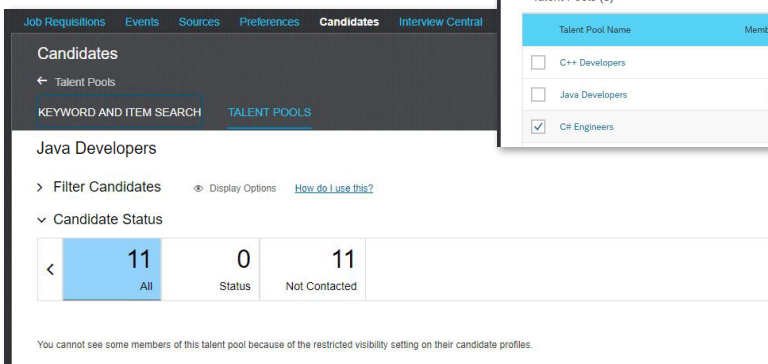 Job Requisitions Events Sources Preferences Candidates Interview Central
Candidates
← Talent Pools
KEYWORD AND ITEM SEARCH TALENT POOLS
Java Developers
Filter Candidates Display Options How do I use this?
Candidate Status
11 0 11
All Status Not Contacted
You cannot see some members of this talent pool because of the restricted visibility setting on their candidate profiles.
Talent Pool Name
C++ Developers
Java Developers
C# Engineers